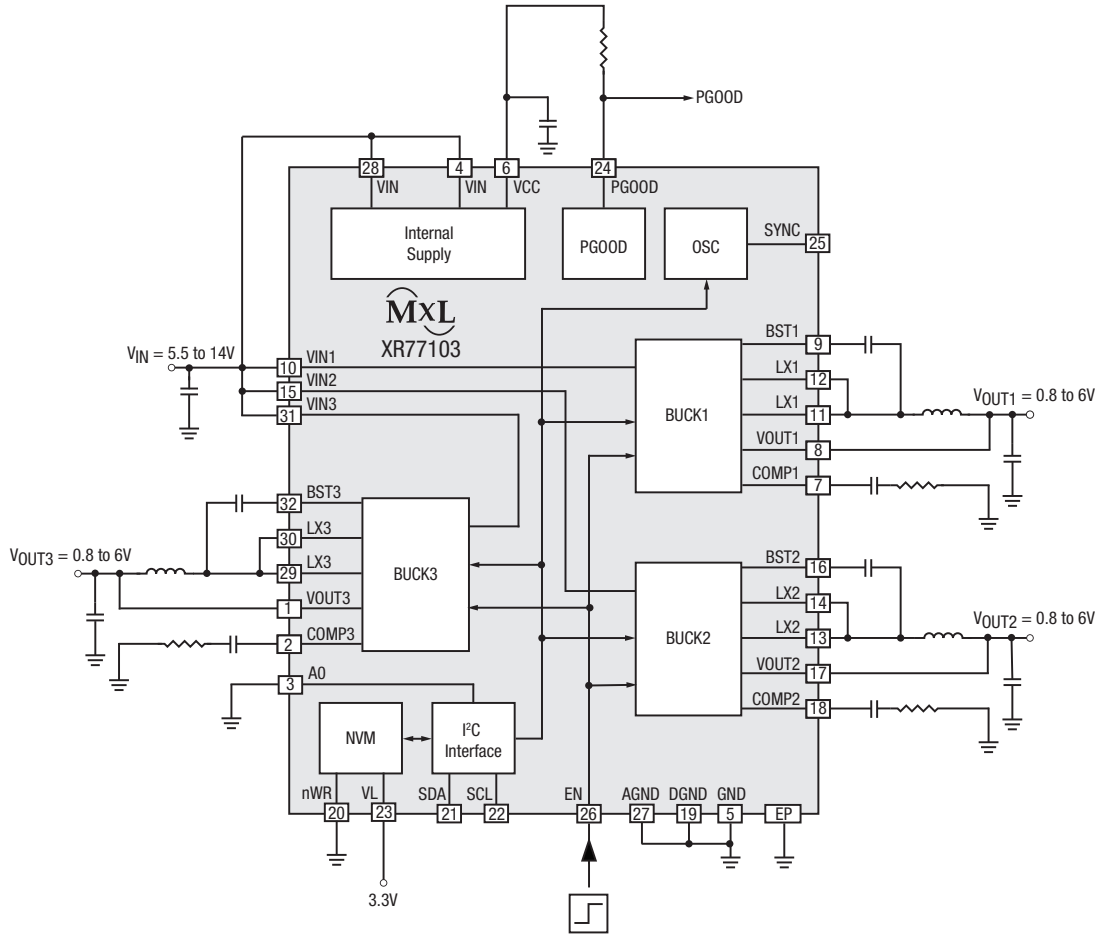 PGOOD
28
4
6
24
VIN
VIN
VCC
PGOOD
Internal
Supply
PGOOD
OSC
SYNC
25
MxL
XR77103
V_IN = 5.5 to 14V
10
VIN1
15
VIN2
31
VIN3
BUCK1
BST1
9
LX1
12
LX1
11
VOUT1
8
COMP1
7
V_OUT1 = 0.8 to 6V
BST3
32
LX3
30
LX3
29
VOUT3
1
COMP3
2
A0
3
V_OUT3 = 0.8 to 6V
BUCK3
BUCK2
BST2
16
LX2
14
LX2
13
VOUT2
17
COMP2
18
V_OUT2 = 0.8 to 6V
NVM
I²C
Interface
nWR
VL
SDA
SCL
EN
AGND
DGND
GND
20
23
21
22
26
27
19
5
EP
3.3V